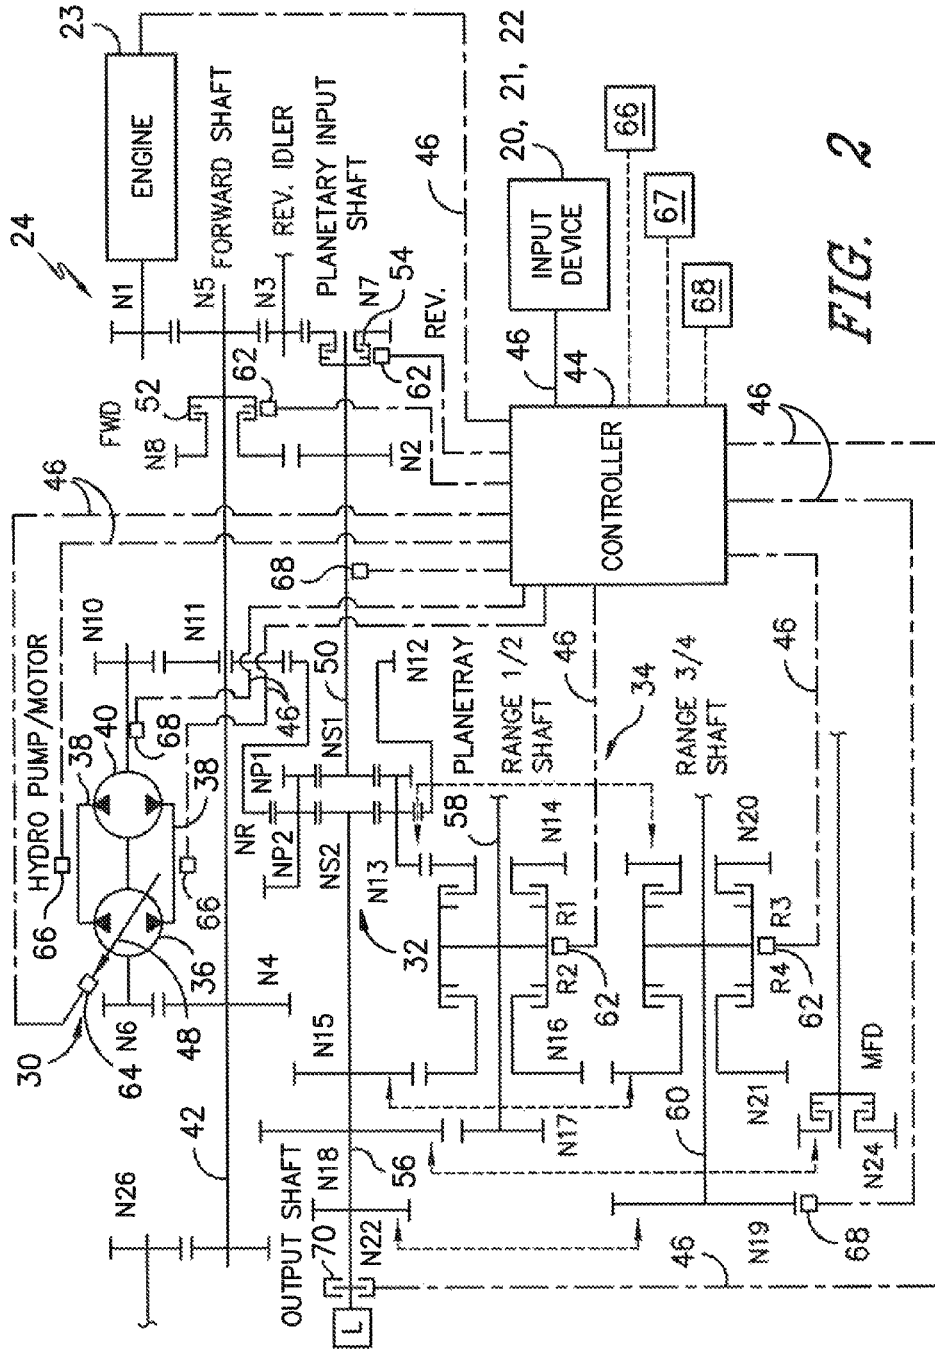 23
24
ENGINE
N1
N5
FORWARD SHAFT
N3
REV. IDLER
PLANETARY INPUT
SHAFT
N7
54
REV.
62
46
20, 21, 22
INPUT
DEVICE
66
67
68
46
44
FWD
52
62
N8
N2
46
CONTROLLER
46
HYDRO PUMP/MOTOR
N10
N11
40
38
68
38
66
66
46
68
50
NS1
NP1
NR
NP2
NS2
N13
N12
PLANETRAY
RANGE 1/2
SHAFT
46
34
RANGE 3/4
SHAFT
46
30
64
N6
48
36
N4
32
58
N14
R1
R2
62
N16
N20
R3
R4
62
N21
N15
N17
42
N26
OUTPUT SHAFT
N18
56
N22
70
L
60
N19
68
N24
MFD
46
FIG. 2